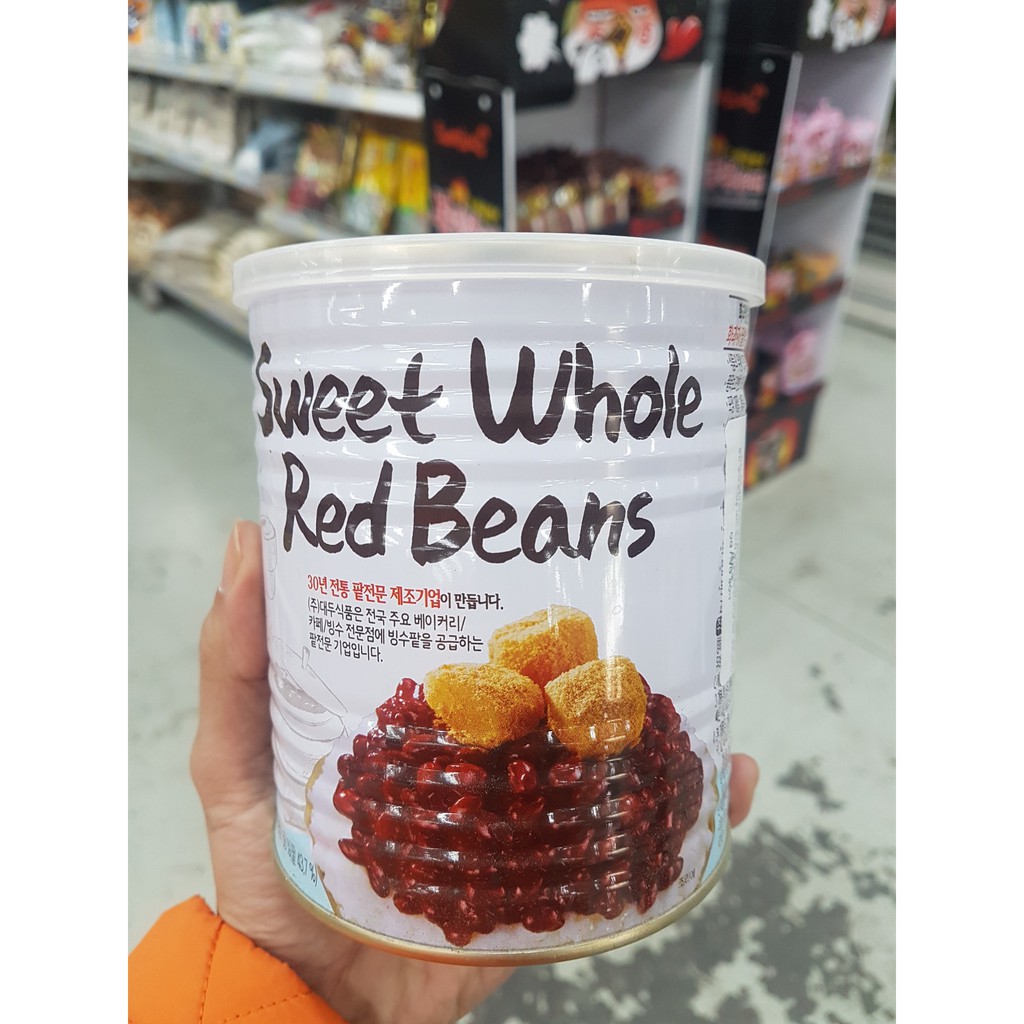 Sweet Whole
Red Beans
30년 전통 팥전문 제조기업이 만듭니다.
(주)대두식품은 전국 주요 베이커리/
카페/빙수 전문점에 빙수팥을 공급하는
팥전문 기업입니다.
43.7%)